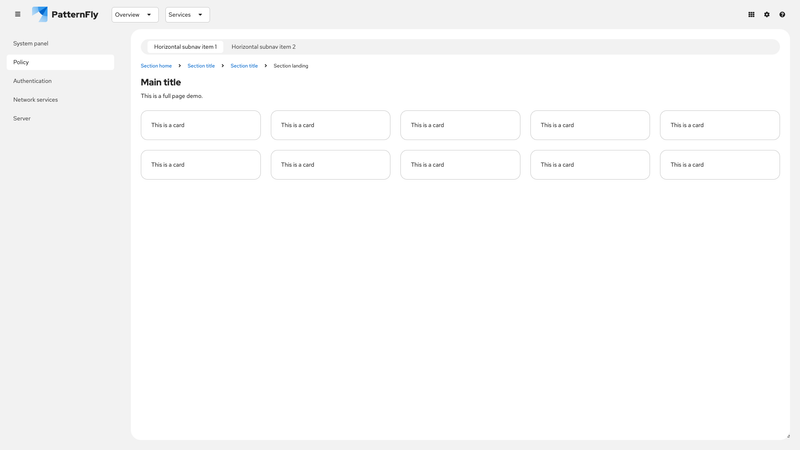 PatternFly
Overview
Services
System panel
Policy
Authentication
Network services
Server
Horizontal subnav item 1
Horizontal subnav item 2
Section home
Section title
Section title
Section landing
Main title
This is a full page demo.
This is a card
This is a card
This is a card
This is a card
This is a card
This is a card
This is a card
This is a card
This is a card
This is a card